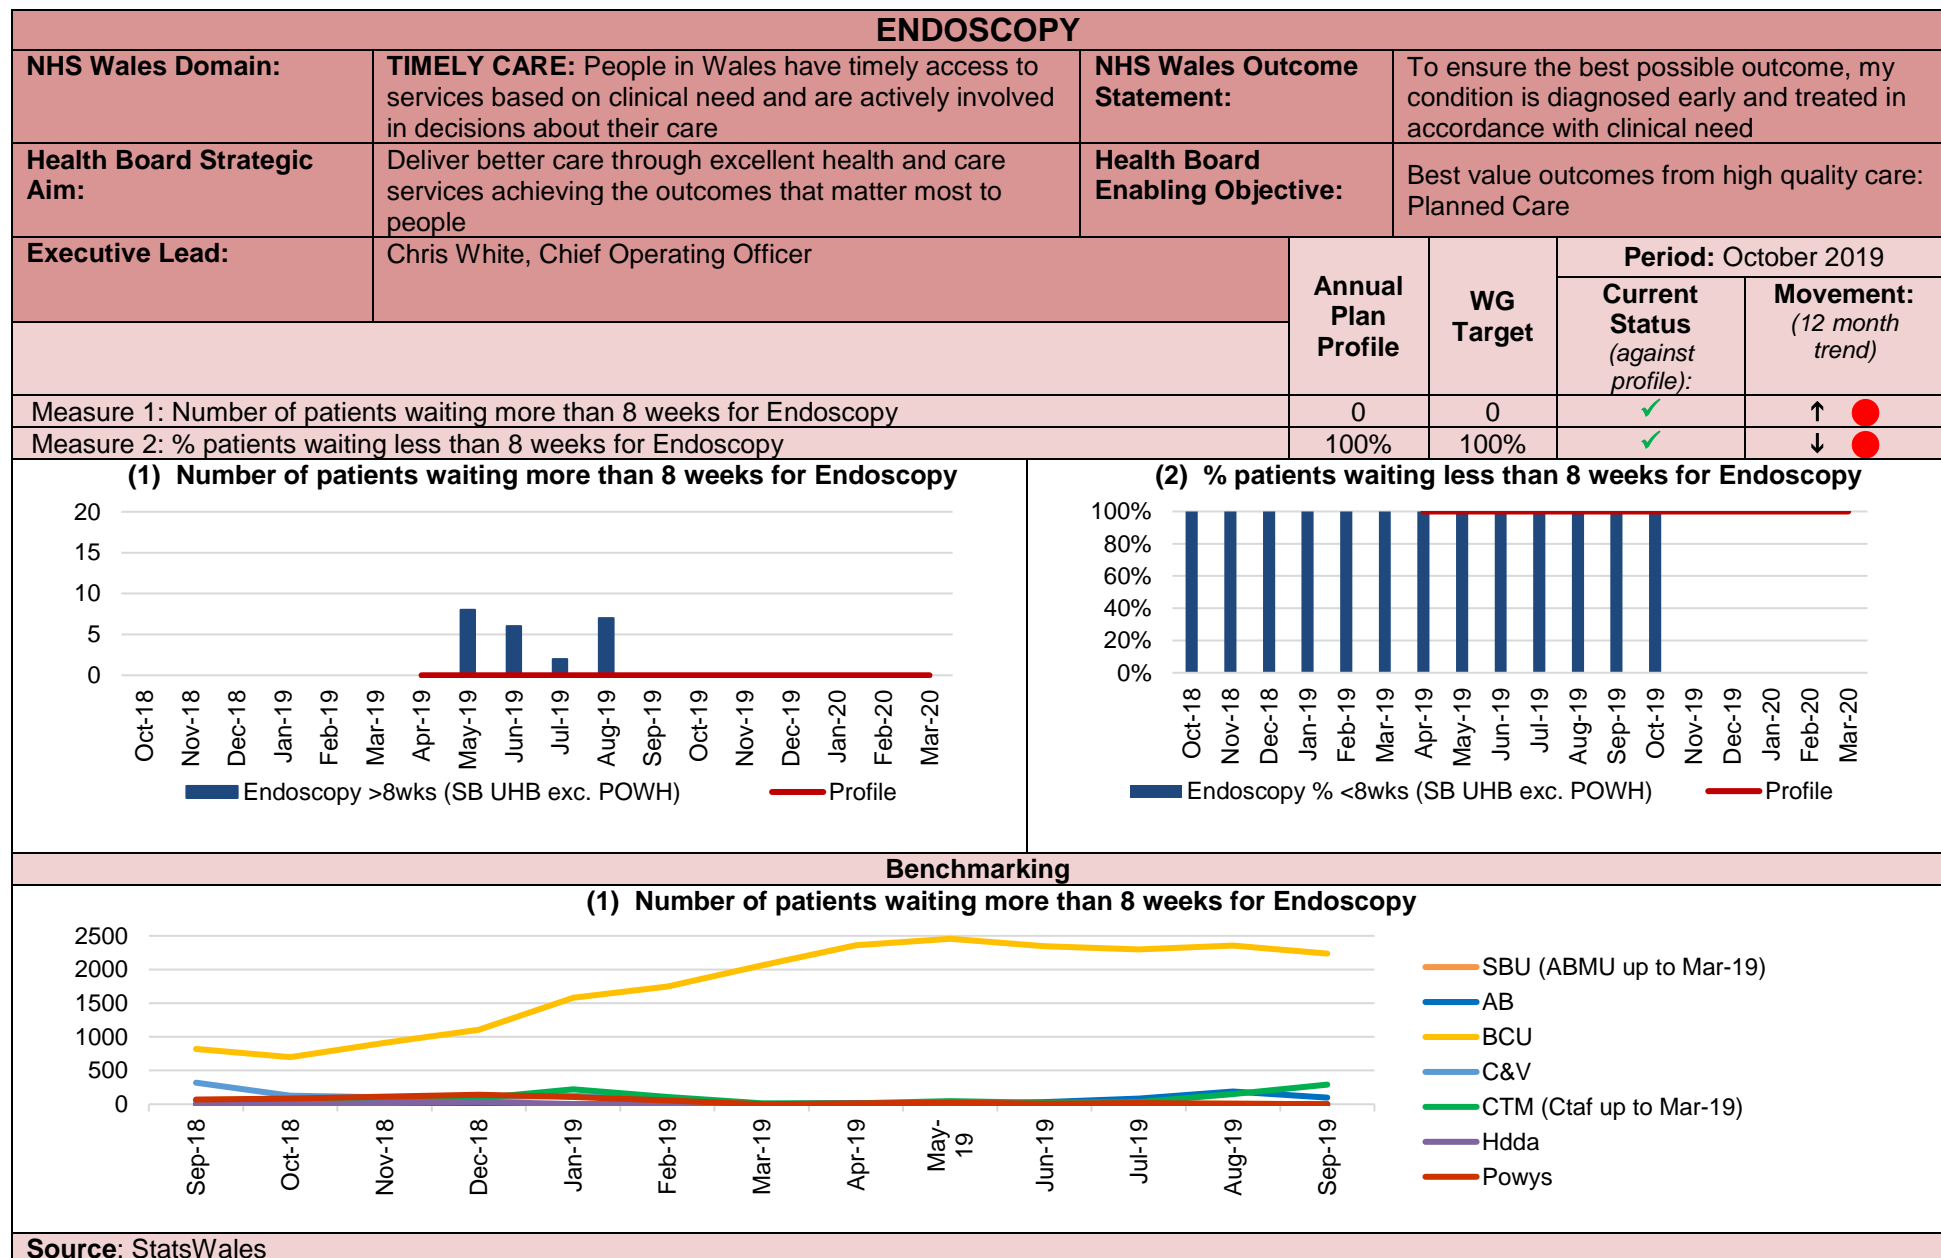 ENDOSCOPY
NHS Wales Domain:
TIMELY CARE: People in Wales have timely access to
services based on clinical need and are actively involved
in decisions about their care
NHS Wales Outcome
Statement:
To ensure the best possible outcome, my
condition is diagnosed early and treated in
accordance with clinical need
Health Board Strategic
Aim:
Deliver better care through excellent health and care
services achieving the outcomes that matter most to
people
Health Board
Enabling Objective:
Best value outcomes from high quality care:
Planned Care
Executive Lead:
Chris White, Chief Operating Officer
Annual
Plan
Profile
WG
Target
Period: October 2019
Current
Status
(against
profile):
Movement:
(12 month
trend)
Measure 1: Number of patients waiting more than 8 weeks for Endoscopy
0
0
✓
↑
Measure 2: % patients waiting less than 8 weeks for Endoscopy
100%
100%
✓
↓
(1) Number of patients waiting more than 8 weeks for Endoscopy
20
15
10
5
0
Oct-18
Nov-18
Dec-18
Jan-19
Feb-19
Mar-19
Apr-19
May-19
Jun-19
Jul-19
Aug-19
Sep-19
Oct-19
Nov-19
Dec-19
Jan-20
Feb-20
Mar-20
Endoscopy >8wks (SB UHB exc. POWH)
Profile
(2) % patients waiting less than 8 weeks for Endoscopy
100%
80%
60%
40%
20%
0%
Oct-18
Nov-18
Dec-18
Jan-19
Feb-19
Mar-19
Apr-19
May-19
Jun-19
Jul-19
Aug-19
Sep-19
Oct-19
Nov-19
Dec-19
Jan-20
Feb-20
Mar-20
Endoscopy % <8wks (SB UHB exc. POWH)
Profile
Benchmarking
(1) Number of patients waiting more than 8 weeks for Endoscopy
2500
2000
1500
1000
500
0
Sep-18
Oct-18
Nov-18
Dec-18
Jan-19
Feb-19
Mar-19
Apr-19
May-
19
Jun-19
Jul-19
Aug-19
Sep-19
SBU (ABMU up to Mar-19)
AB
BCU
C&V
CTM (Ctaf up to Mar-19)
Hdda
Powys
Source: StatsWales